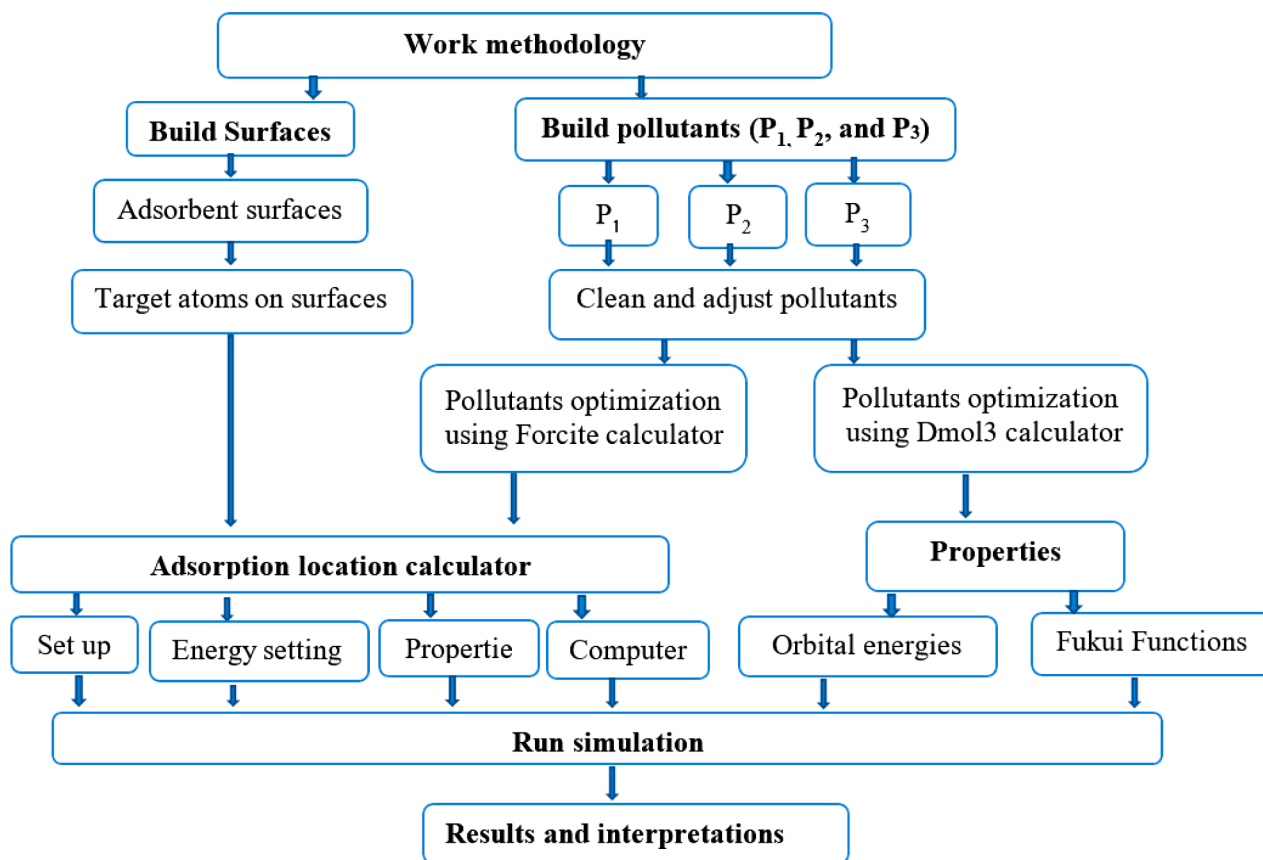 Work methodology
Build Surfaces
Build pollutants (P₁, P₂, and P₃)
Adsorbent surfaces
P₁
P₂
P₃
Target atoms on surfaces
Clean and adjust pollutants
Pollutants optimization
using Forcite calculator
Pollutants optimization
using Dmol3 calculator
Adsorption location calculator
Properties
Set up
Energy setting
Propertie
Computer
Orbital energies
Fukui Functions
Run simulation
Results and interpretations